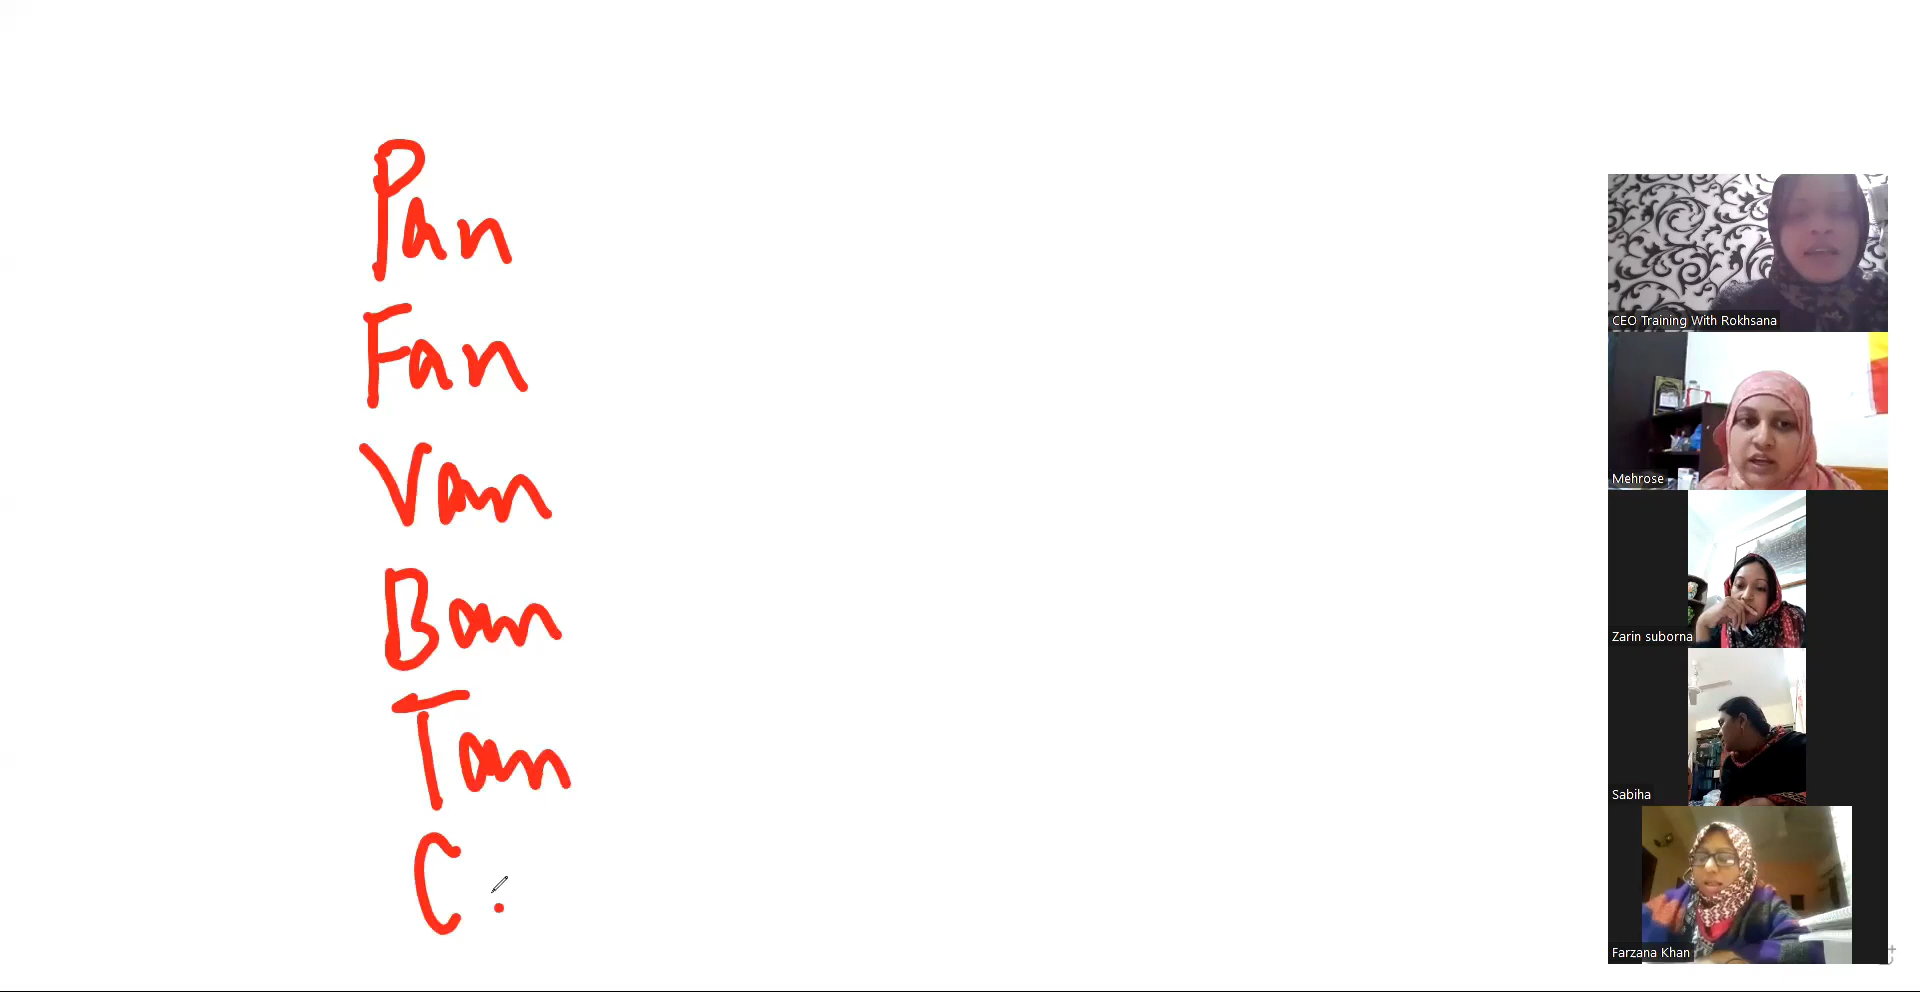 Pan
Fan
Van
Ban
Tan
C.
CEO Training With Rokhsana
Mehrose
Zarin suborna
Sabiha
Farzana Khan